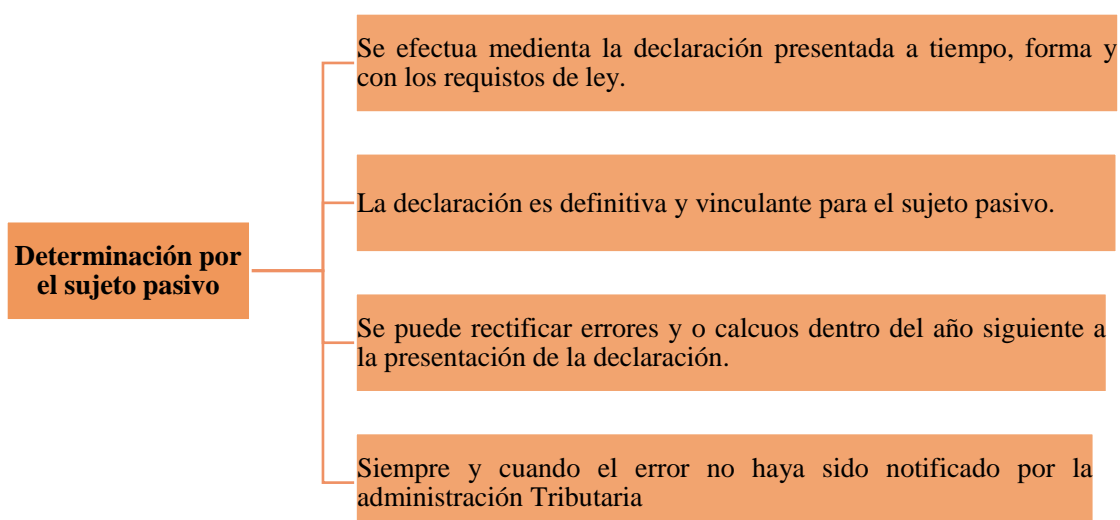 Se efectua medienta la declaración presentada a tiempo, forma y
con los requistos de ley.
La declaración es definitiva y vinculante para el sujeto pasivo.
Determinación por
el sujeto pasivo
Se puede rectificar errores y o calcuos dentro del año siguiente a
la presentación de la declaración.
Siempre y cuando el error no haya sido notificado por la
administración Tributaria